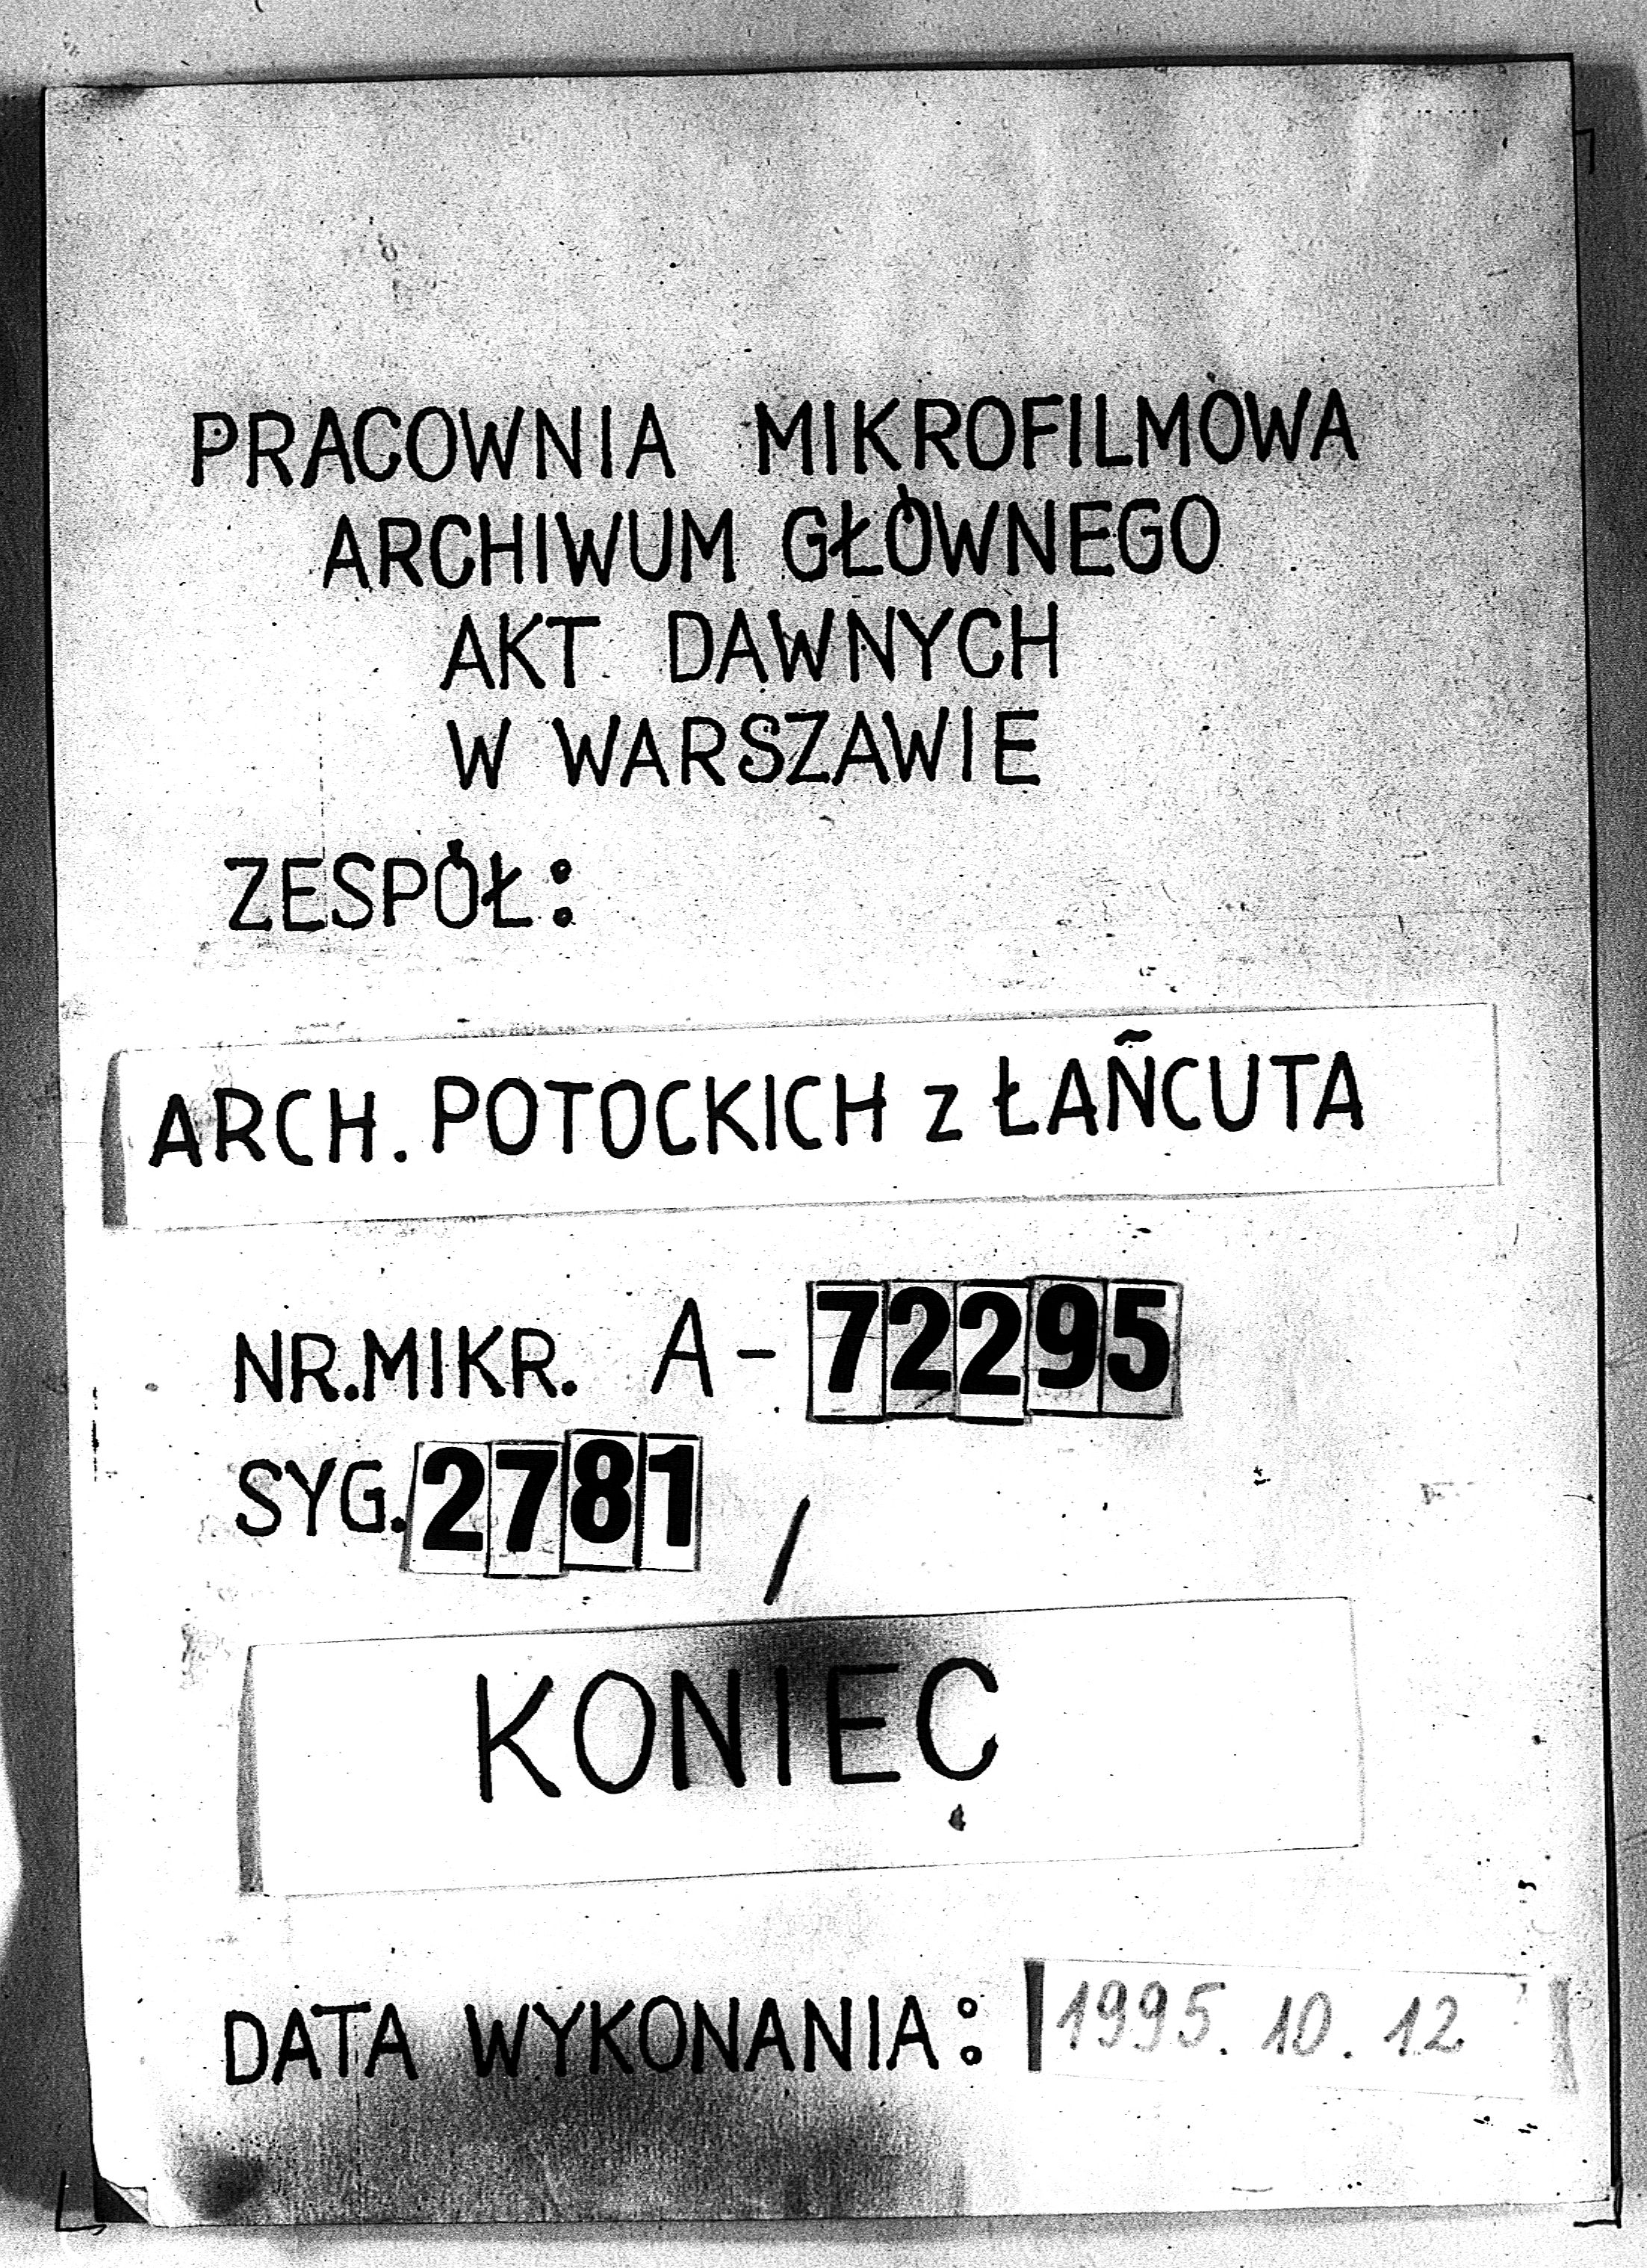 PRACOWNIA MIKROFILMOWA
ARCHIWUM GŁÓWNEGO
AKT DAWNYCH
W WARSZAWIE
ZESPÓŁ:
ARCH. POTOCKICH z ŁAŃCUTA
NR.MIKR. A-72295
SYG.2781 /
KONIEC
DATA WYKONANIA: 1995.10.12